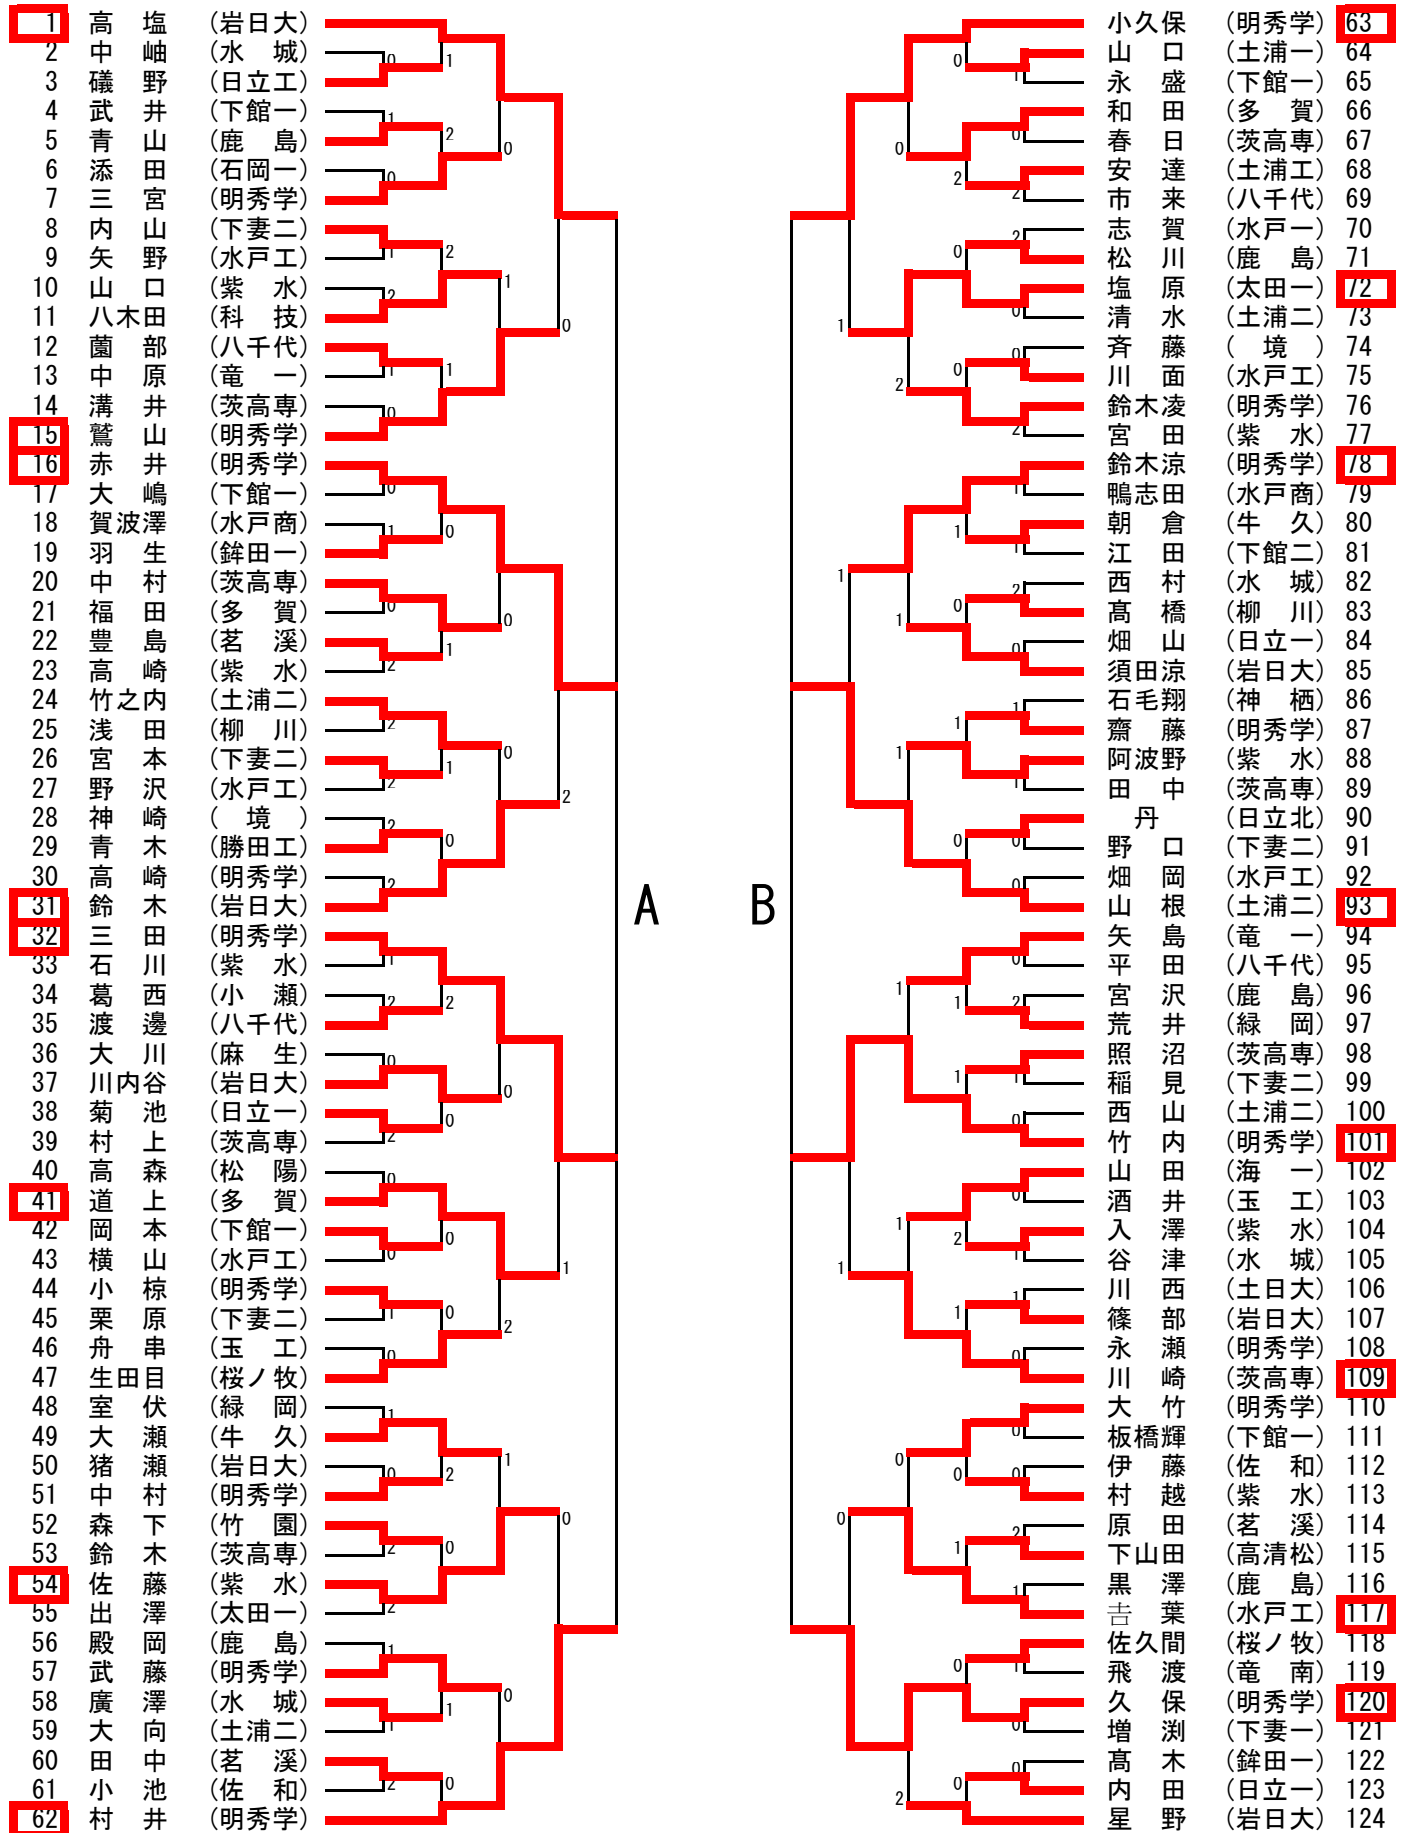 1 高 塩 (岩日大)
2 中 岫 (水 城)
3 礒 野 (日立工)
4 武 井 (下館一)
5 青 山 (鹿 島)
6 添 田 (石岡一)
7 三 宮 (明秀学)
8 内 山 (下妻二)
9 矢 野 (水戸工)
10 山 口 (紫 水)
11 八木田 (科 技)
12 薗 部 (八千代)
13 中 原 (竜 一)
14 溝 井 (茨高専)
15 鷲 山 (明秀学)
16 赤 井 (明秀学)
17 大 嶋 (下館一)
18 賀波澤 (水戸商)
19 羽 生 (鉾田一)
20 中 村 (茨高専)
21 福 田 (多 賀)
22 豊 島 (茗 溪)
23 高 崎 (紫 水)
24 竹之内 (土浦二)
25 浅 田 (柳 川)
26 宮 本 (下妻二)
27 野 沢 (水戸工)
28 神 崎 ( 境 )
29 青 木 (勝田工)
30 高 崎 (明秀学)
31 鈴 木 (岩日大)
32 三 田 (明秀学)
33 石 川 (紫 水)
34 葛 西 (小 瀬)
35 渡 邊 (八千代)
36 大 川 (麻 生)
37 川内谷 (岩日大)
38 菊 池 (日立一)
39 村 上 (茨高専)
40 高 森 (松 陽)
41 道 上 (多 賀)
42 岡 本 (下館一)
43 横 山 (水戸工)
44 小 椋 (明秀学)
45 栗 原 (下妻二)
46 舟 串 (玉 工)
47 生田目 (桜ノ牧)
48 室 伏 (緑 岡)
49 大 瀬 (牛 久)
50 猪 瀬 (岩日大)
51 中 村 (明秀学)
52 森 下 (竹 園)
53 鈴 木 (茨高専)
54 佐 藤 (紫 水)
55 出 澤 (太田一)
56 殿 岡 (鹿 島)
57 武 藤 (明秀学)
58 廣 澤 (水 城)
59 大 向 (土浦二)
60 田 中 (茗 溪)
61 小 池 (佐 和)
62 村 井 (明秀学)
A B
小久保 (明秀学) 63
山 口 (土浦一) 64
永 盛 (下館一) 65
和 田 (多 賀) 66
春 日 (茨高専) 67
安 達 (土浦工) 68
市 来 (八千代) 69
志 賀 (水戸一) 70
松 川 (鹿 島) 71
塩 原 (太田一) 72
清 水 (土浦二) 73
斉 藤 ( 境 ) 74
川 面 (水戸工) 75
鈴木凌 (明秀学) 76
宮 田 (紫 水) 77
鈴木涼 (明秀学) 78
鴨志田 (水戸商) 79
朝 倉 (牛 久) 80
江 田 (下館二) 81
西 村 (水 城) 82
髙 橋 (柳 川) 83
畑 山 (日立一) 84
須田涼 (岩日大) 85
石毛翔 (神 栖) 86
齋 藤 (明秀学) 87
阿波野 (紫 水) 88
田 中 (茨高専) 89
丹 (日立北) 90
野 口 (下妻二) 91
畑 岡 (水戸工) 92
山 根 (土浦二) 93
矢 島 (竜 一) 94
平 田 (八千代) 95
宮 沢 (鹿 島) 96
荒 井 (緑 岡) 97
照 沼 (茨高専) 98
稲 見 (下妻二) 99
西 山 (土浦二) 100
竹 内 (明秀学) 101
山 田 (海 一) 102
酒 井 (玉 工) 103
入 澤 (紫 水) 104
谷 津 (水 城) 105
川 西 (土日大) 106
篠 部 (岩日大) 107
永 瀬 (明秀学) 108
川 崎 (茨高専) 109
大 竹 (明秀学) 110
板橋輝 (下館一) 111
伊 藤 (佐 和) 112
村 越 (紫 水) 113
原 田 (茗 溪) 114
下山田 (高清松) 115
黒 澤 (鹿 島) 116
𠮷 葉 (水戸工) 117
佐久間 (桜ノ牧) 118
飛 渡 (竜 南) 119
久 保 (明秀学) 120
増 渕 (下妻一) 121
髙 木 (鉾田一) 122
内 田 (日立一) 123
星 野 (岩日大) 124